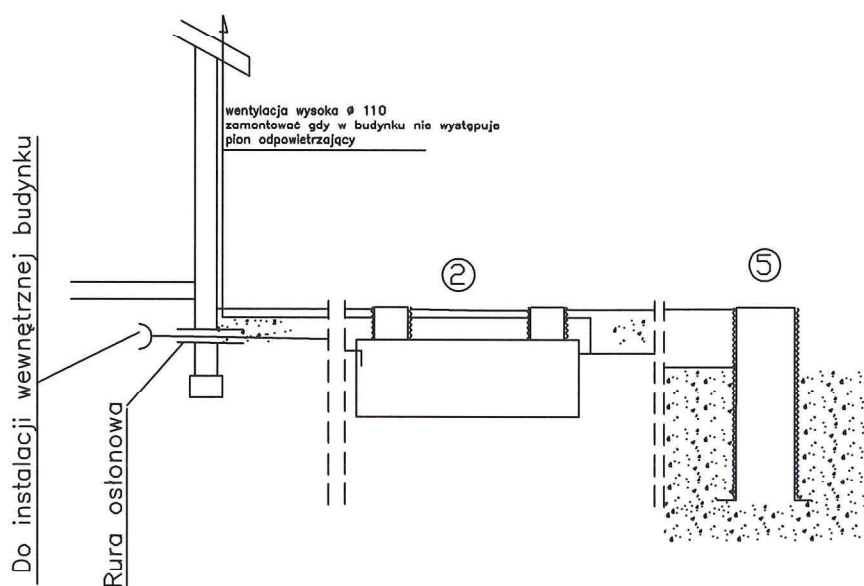 wentylacja wysoka ø 110
zamontować gdy w budynku nie występuje
pion odpowietrzający
2
5
Do instalacji wewnętrznej budynku
Rura osłonowa